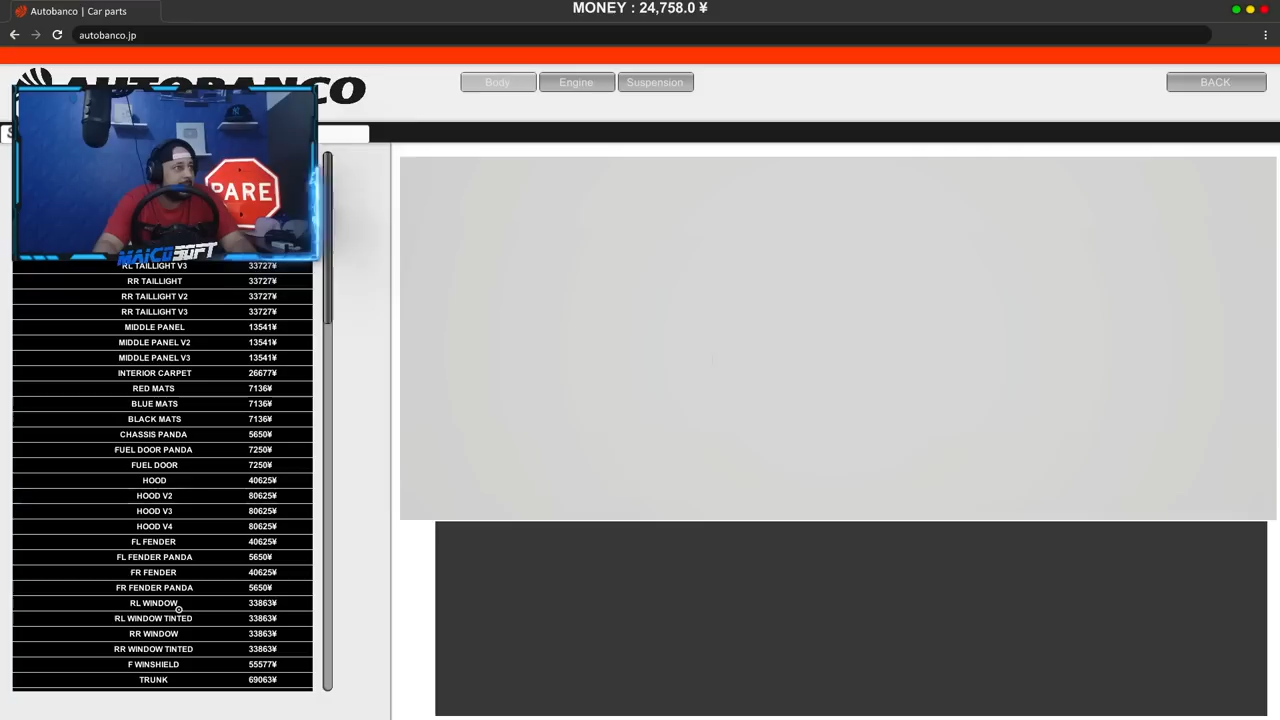 Autobanco | Car parts
MONEY : 24,758.0 ¥
autobanco.jp
AUTOBANCO
Body
Engine
Suspension
BACK
PARE
MAICOSOFT
RL TAILLIGHT V3 33727¥
RR TAILLIGHT 33727¥
RR TAILLIGHT V2 33727¥
RR TAILLIGHT V3 33727¥
MIDDLE PANEL 13541¥
MIDDLE PANEL V2 13541¥
MIDDLE PANEL V3 13541¥
INTERIOR CARPET 26677¥
RED MATS 7136¥
BLUE MATS 7136¥
BLACK MATS 7136¥
CHASSIS PANDA 5650¥
FUEL DOOR PANDA 7250¥
FUEL DOOR 7250¥
HOOD 40625¥
HOOD V2 80625¥
HOOD V3 80625¥
HOOD V4 80625¥
FL FENDER 40625¥
FL FENDER PANDA 5650¥
FR FENDER 40625¥
FR FENDER PANDA 5650¥
RL WINDOW 33863¥
RL WINDOW TINTED 33863¥
RR WINDOW 33863¥
RR WINDOW TINTED 33863¥
F WINSHIELD 55577¥
TRUNK 69063¥